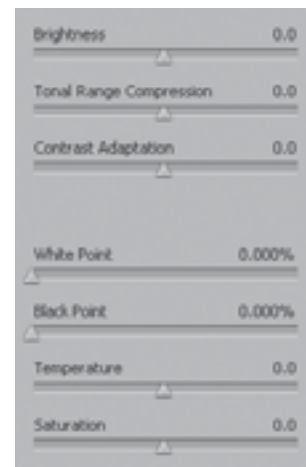 Brightness 0.0
Tonal Range Compression 0.0
Contrast Adaptation 0.0
White Point 0.000%
Black Point 0.000%
Temperature 0.0
Saturation 0.0